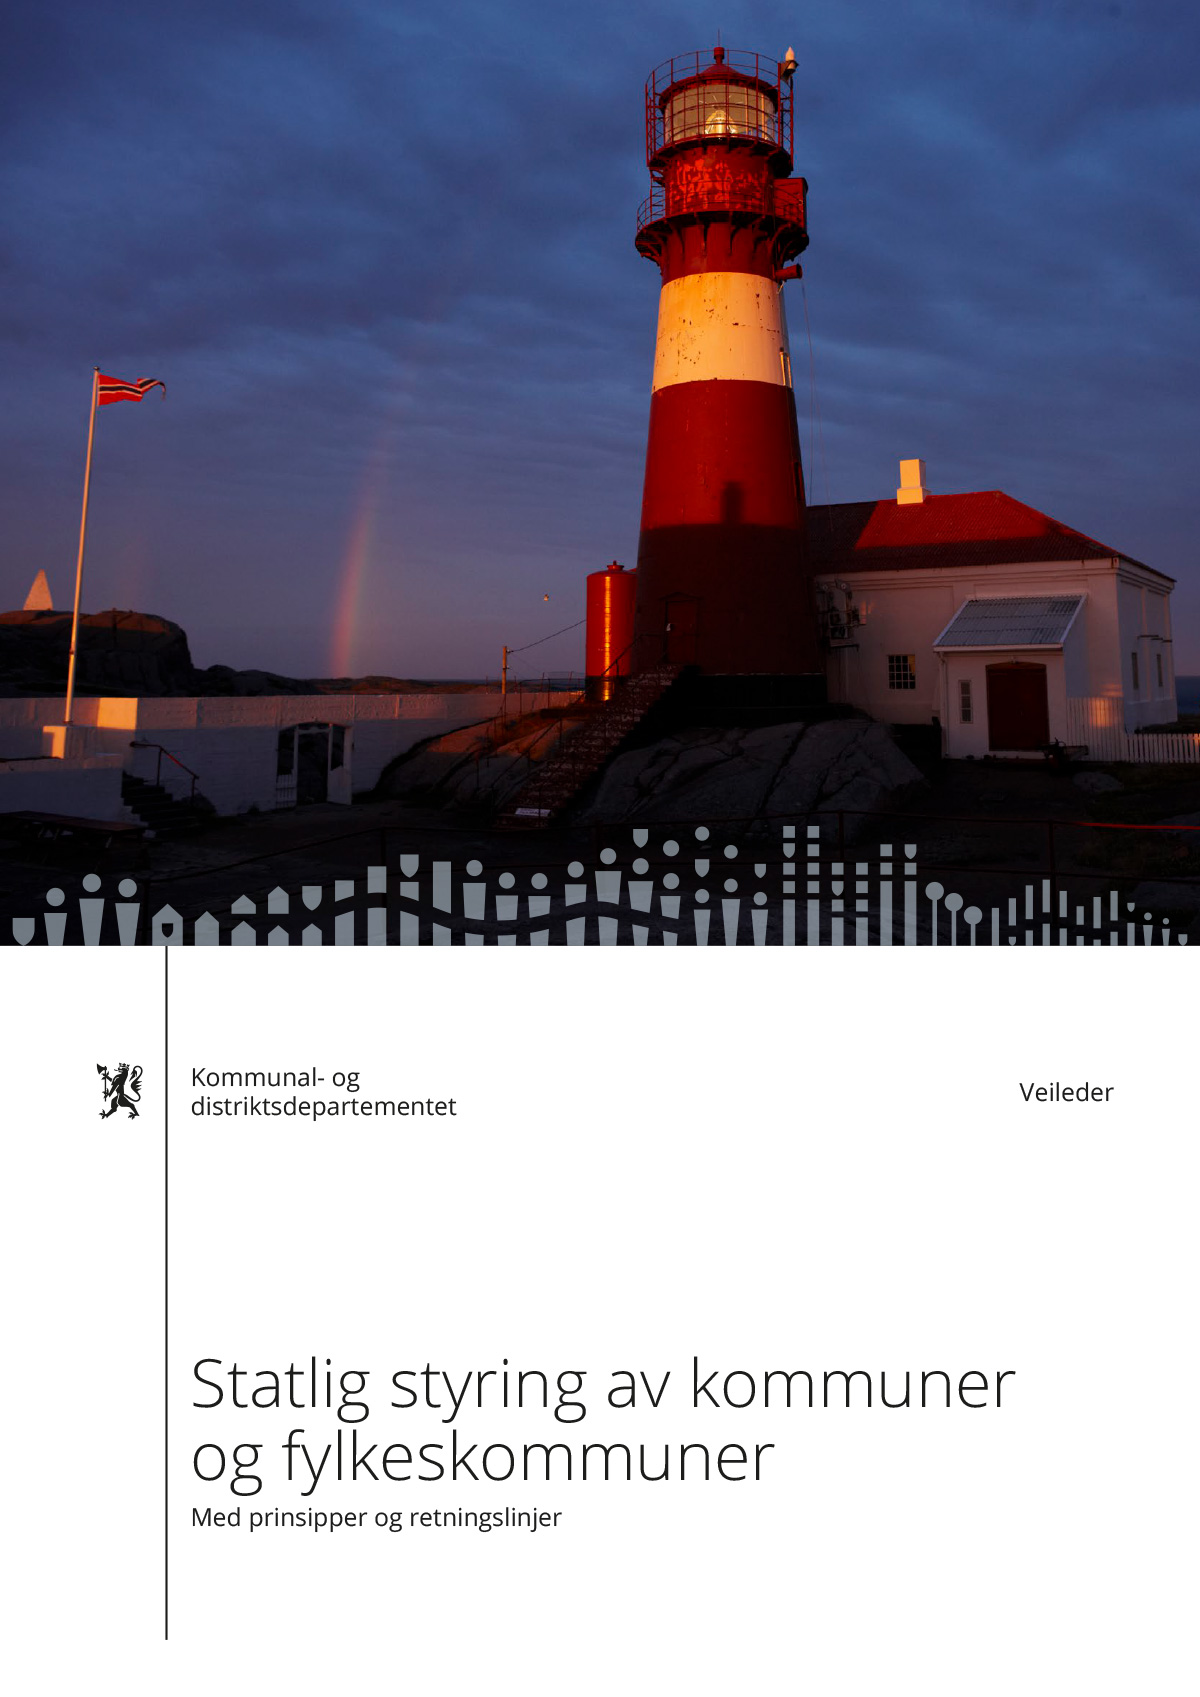 Kommunal- og
distriktsdepartementet
Veileder
Statlig styring av kommuner
og fylkeskommuner
Med prinsipper og retningslinjer